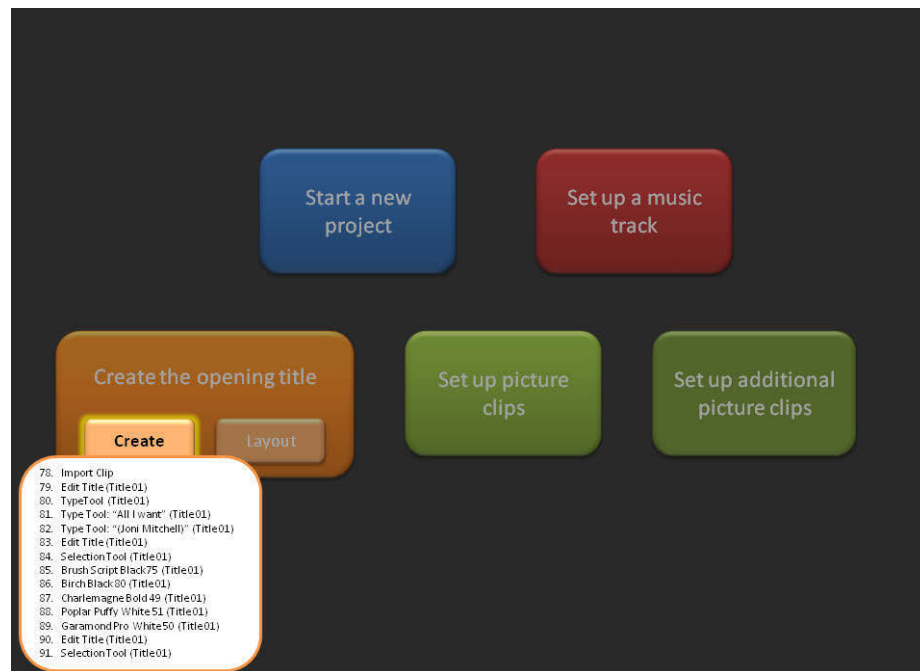 Start a new
project
Set up a music
track
Create the opening title
Create
Layout
Set up picture
clips
Set up additional
picture clips
78. Import Clip
79. Edit Title (Title01)
80. TypeTool (Title01)
81. Type Tool: “All I want” (Title01)
82. Type Tool: “(Joni Mitchell)” (Title01)
83. Edit Title (Title01)
84. SelectionTool (Title01)
85. Brush Script Black75 (Title01)
86. Birch Black 80 (Title01)
87. Charlemagne Bold 49 (Title01)
88. Poplar Puffy White 51 (Title01)
89. Garamond Pro White50 (Title01)
90. Edit Title (Title01)
91. SelectionTool (Title01)